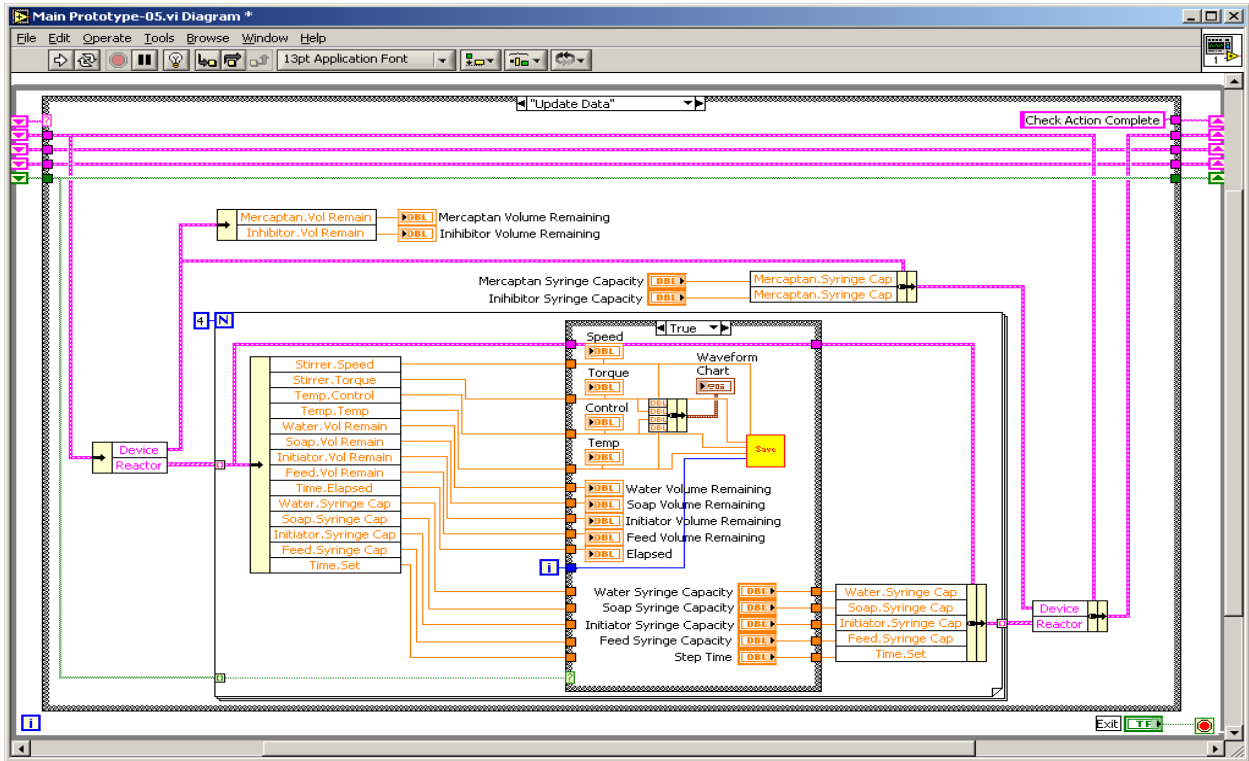 Main Prototype-05.vi Diagram *
File Edit Operate Tools Browse Window Help
13pt Application Font
1
"Update Data"
?
Check Action Complete
Mercaptan.Vol Remain DBL Mercaptan Volume Remaining
Inhibitor.Vol Remain DBL Inihibitor Volume Remaining
Mercaptan Syringe Capacity DBL Mercaptan.Syringe Cap
Inihibitor Syringe Capacity DBL Mercaptan.Syringe Cap
4 N
True
Speed
DBL
Waveform
Chart
Torque
DBL
Control
DBL
Temp
DBL
DBL
DBL
DBL
DBL
Save
Stirrer.Speed
Stirrer.Torque
Temp.Control
Temp.Temp
Water.Vol Remain
Soap.Vol Remain
Initiator.Vol Remain
Feed.Vol Remain
Time.Elapsed
Water.Syringe Cap
Soap.Syringe Cap
Initiator.Syringe Cap
Feed.Syringe Cap
Time.Set
Device
Reactor
DBL Water Volume Remaining
DBL Soap Volume Remaining
DBL Initiator Volume Remaining
DBL Feed Volume Remaining
DBL Elapsed
i
Water Syringe Capacity DBL Water.Syringe Cap
Soap Syringe Capacity DBL Soap.Syringe Cap
Initiator Syringe Capacity DBL Initiator.Syringe Cap
Feed Syringe Capacity DBL Feed.Syringe Cap
Step Time DBL Time.Set
Device
Reactor
?
i
Exit TF